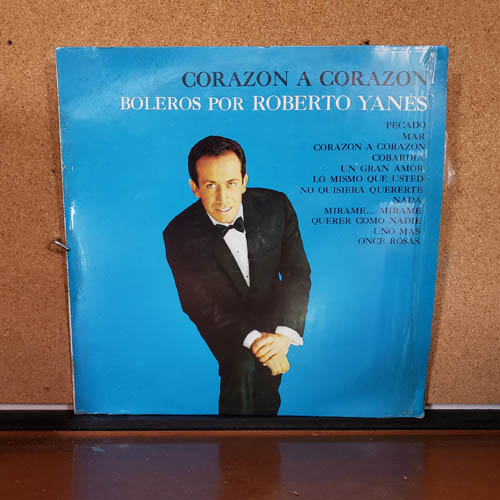 CORAZON A CORAZON
BOLEROS POR ROBERTO YANES
PECADO
MAR
CORAZON A CORAZON
COBARDIA
UN GRAN AMOR
LO MISMO QUE USTED
NO QUISIERA QUERERTE
NADA
MIRAME... MIRAME
QUERER COMO NADIE
UNO MAS
ONCE ROSAS